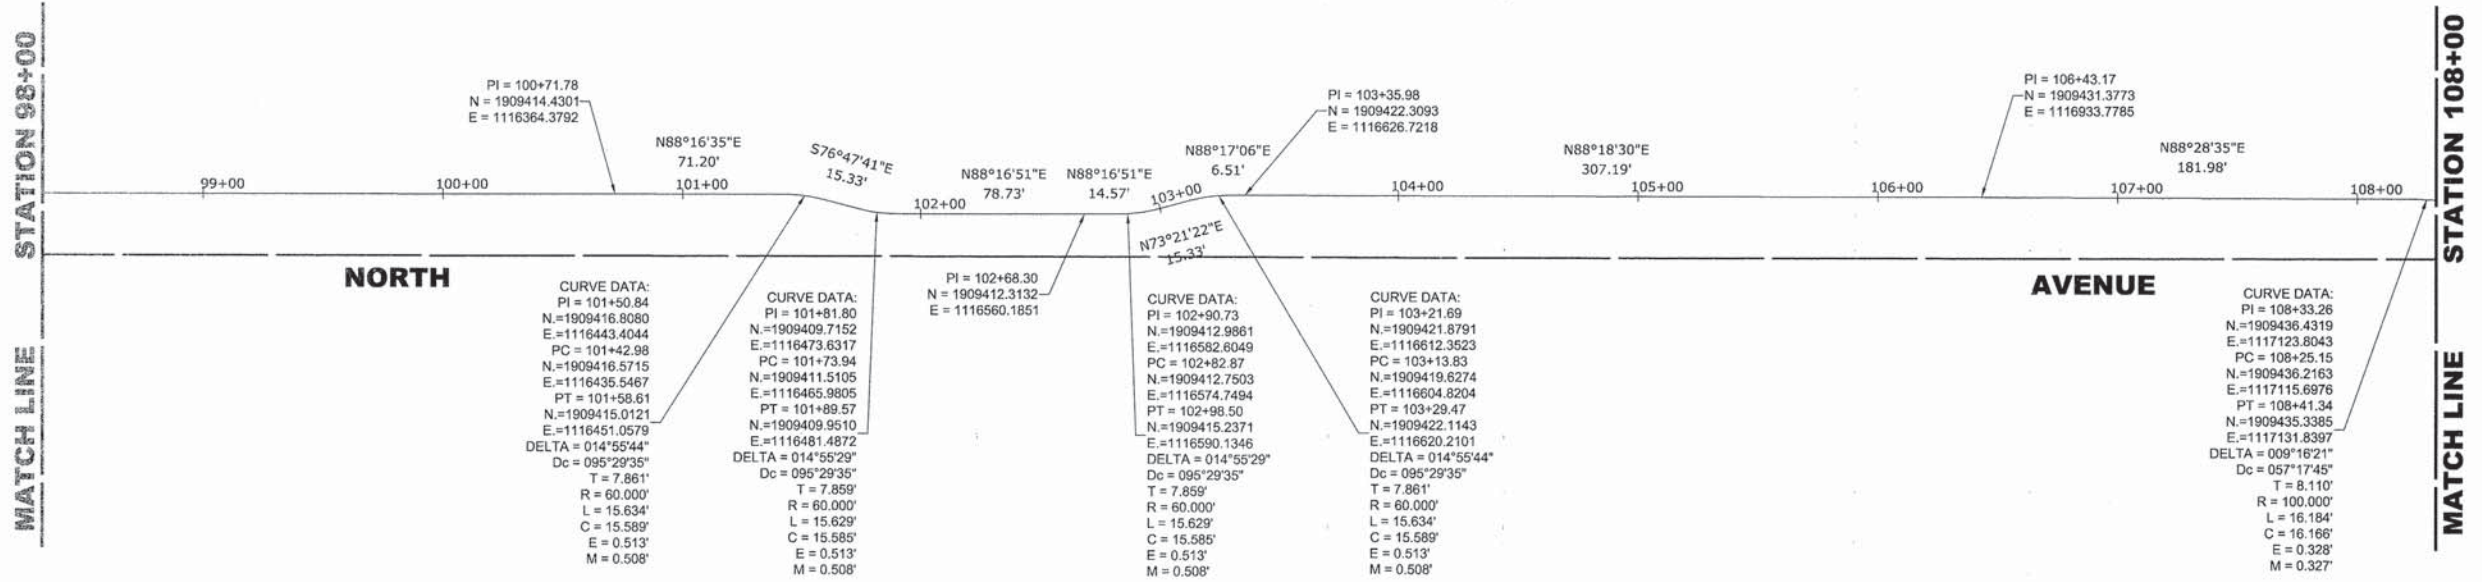 MATCH LINE STATION 98+00
PI = 100+71.78
N = 1909414.4301
E = 1116364.3792
N88°16'35"E
71.20'
S76°47'41"E
15.33'
N88°16'51"E
78.73'
N88°16'51"E
14.57'
N88°17'06"E
6.51'
PI = 103+35.98
N = 1909422.3093
E = 1116626.7218
N88°18'30"E
307.19'
PI = 106+43.17
N = 1909431.3773
E = 1116933.7785
N88°28'35"E
181.98'
99+00
100+00
101+00
102+00
103+00
104+00
105+00
106+00
107+00
108+00
N73°21'22"E
15.33'
NORTH AVENUE
CURVE DATA:
PI = 101+50.84
N.=1909416.8080
E.=1116443.4044
PC = 101+42.98
N.=1909416.5715
E.=1116435.5467
PT = 101+58.61
N.=1909415.0121
E.=1116451.0579
DELTA = 014°55'44"
Dc = 095°29'35"
T = 7.861'
R = 60.000'
L = 15.634'
C = 15.589'
E = 0.513'
M = 0.508'
CURVE DATA:
PI = 101+81.80
N.=1909409.7152
E.=1116473.6317
PC = 101+73.94
N.=1909411.5105
E.=1116465.9805
PT = 101+89.57
N.=1909409.9510
E.=1116481.4872
DELTA = 014°55'29"
Dc = 095°29'35"
T = 7.859'
R = 60.000'
L = 15.629'
C = 15.585'
E = 0.513'
M = 0.508'
PI = 102+68.30
N = 1909412.3132
E = 1116560.1851
CURVE DATA:
PI = 102+90.73
N.=1909412.9861
E.=1116582.6049
PC = 102+82.87
N.=1909412.7503
E.=1116574.7494
PT = 102+98.50
N.=1909415.2371
E.=1116590.1346
DELTA = 014°55'29"
Dc = 095°29'35"
T = 7.859'
R = 60.000'
L = 15.629'
C = 15.585'
E = 0.513'
M = 0.508'
CURVE DATA:
PI = 103+21.69
N.=1909421.8791
E.=1116612.3523
PC = 103+13.83
N.=1909419.6274
E.=1116604.8204
PT = 103+29.47
N.=1909422.1143
E.=1116620.2101
DELTA = 014°55'44"
Dc = 095°29'35"
T = 7.861'
R = 60.000'
L = 15.634'
C = 15.589'
E = 0.513'
M = 0.508'
CURVE DATA:
PI = 108+33.26
N.=1909436.4319
E.=1117123.8043
PC = 108+25.15
N.=1909436.2163
E.=1117115.6976
PT = 108+41.34
N.=1909435.3385
E.=1117131.8397
DELTA = 009°16'21"
Dc = 057°17'45"
T = 8.110'
R = 100.000'
L = 16.184'
C = 16.166'
E = 0.328'
M = 0.327'
MATCH LINE STATION 108+00